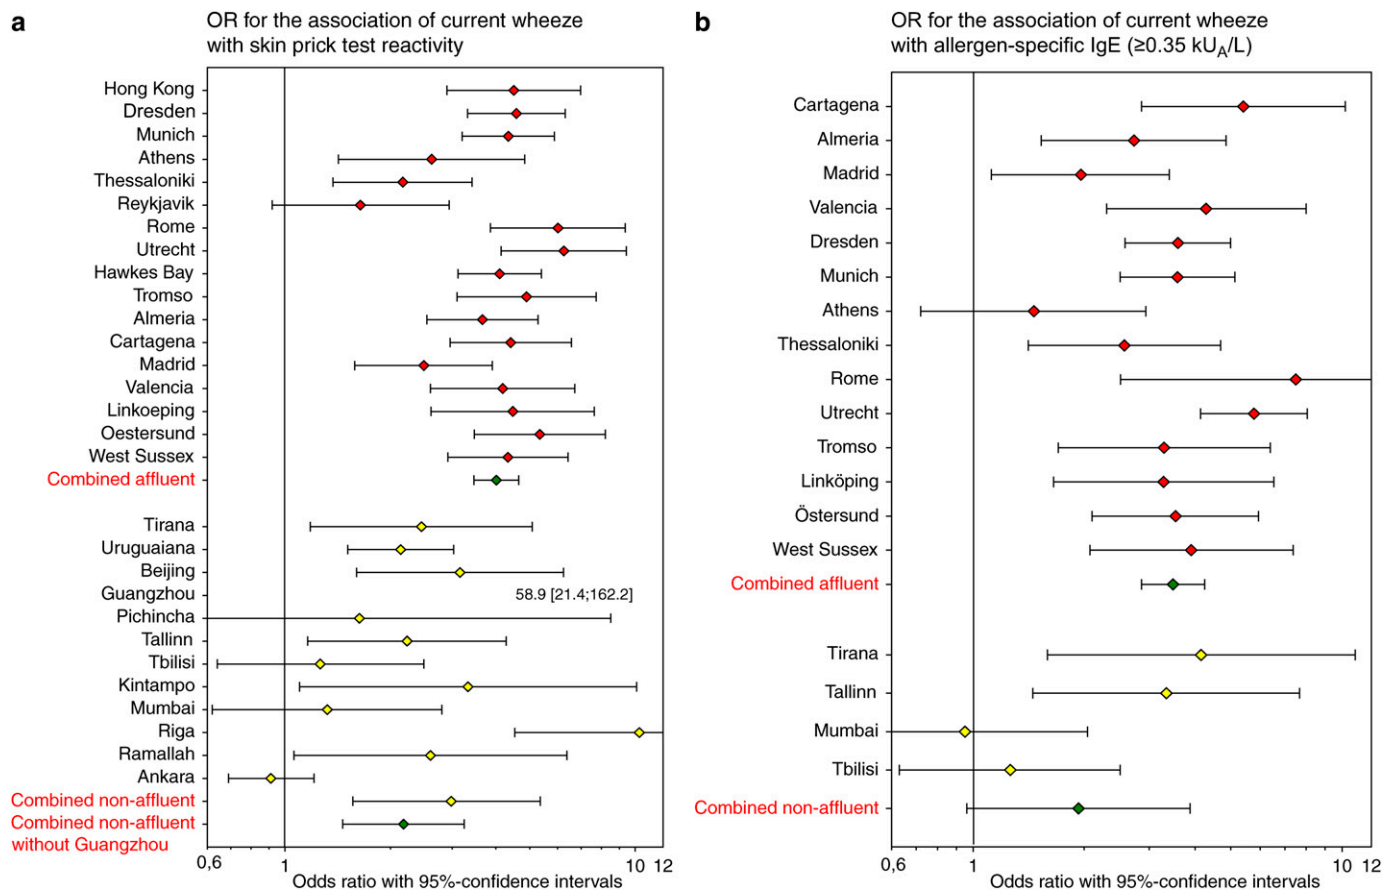 a
OR for the association of current wheeze
with skin prick test reactivity
Hong Kong
Dresden
Munich
Athens
Thessaloniki
Reykjavik
Rome
Utrecht
Hawkes Bay
Tromso
Almeria
Cartagena
Madrid
Valencia
Linkoeping
Oestersund
West Sussex
Combined affluent
Tirana
Uruguaiana
Beijing
Guangzhou 58.9 [21.4;162.2]
Pichincha
Tallinn
Tbilisi
Kintampo
Mumbai
Riga
Ramallah
Ankara
Combined non-affluent
Combined non-affluent
without Guangzhou
0,6 1 10 12
Odds ratio with 95%-confidence intervals
b
OR for the association of current wheeze
with allergen-specific IgE (≥0.35 kUA/L)
Cartagena
Almeria
Madrid
Valencia
Dresden
Munich
Athens
Thessaloniki
Rome
Utrecht
Tromso
Linköping
Östersund
West Sussex
Combined affluent
Tirana
Tallinn
Mumbai
Tbilisi
Combined non-affluent
0,6 1 10 12
Odds ratio with 95%-confidence intervals